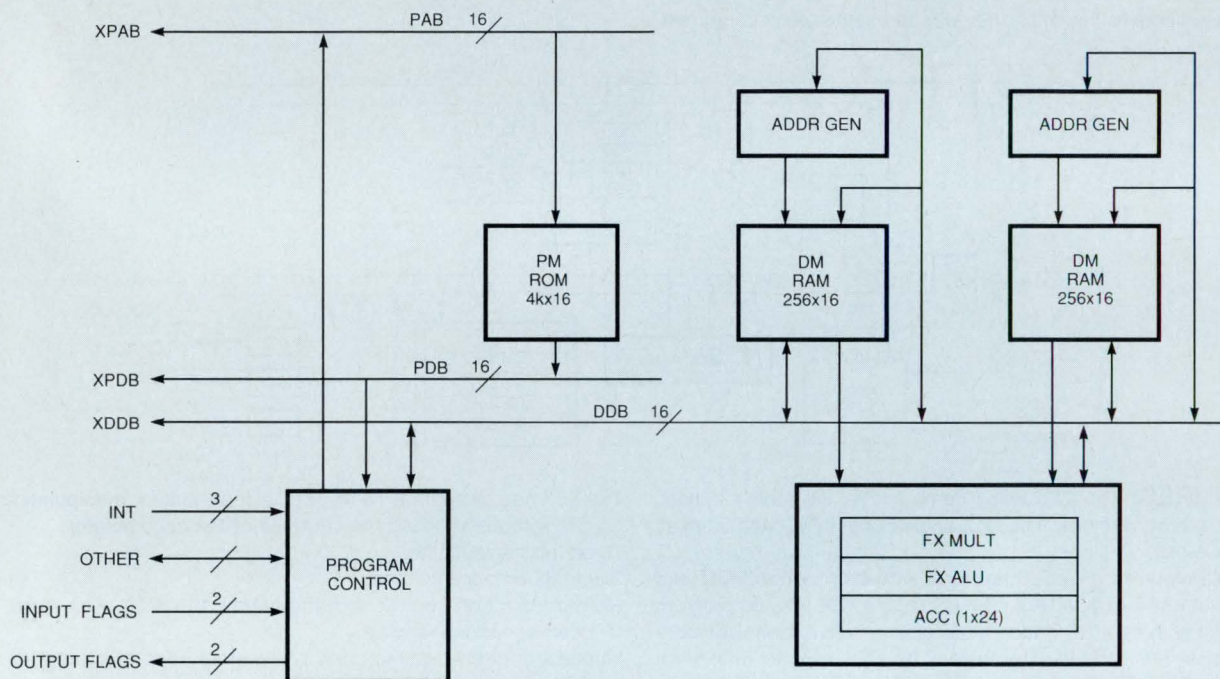 XPAB
PAB 16
ADDR GEN
ADDR GEN
PM
ROM
4kx16
DM
RAM
256x16
DM
RAM
256x16
XPDB
PDB 16
XDDB
DDB 16
INT
3
OTHER
INPUT FLAGS
2
OUTPUT FLAGS
2
PROGRAM
CONTROL
FX MULT
FX ALU
ACC (1x24)